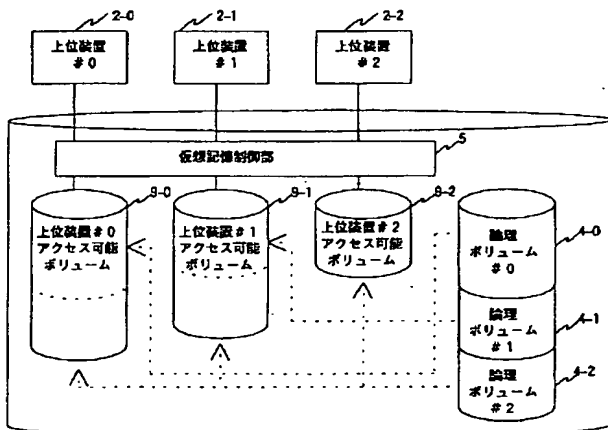 2-0
2-1
2-2
上位装置
#0
上位装置
#1
上位装置
#2
5
仮想記憶制御部
9-0
9-1
9-2
上位装置#0
アクセス可能
ボリューム
上位装置#1
アクセス可能
ボリューム
上位装置#2
アクセス可能
ボリューム
論理
ボリューム
#0
4-0
論理
ボリューム
#1
4-1
論理
ボリューム
#2
4-2